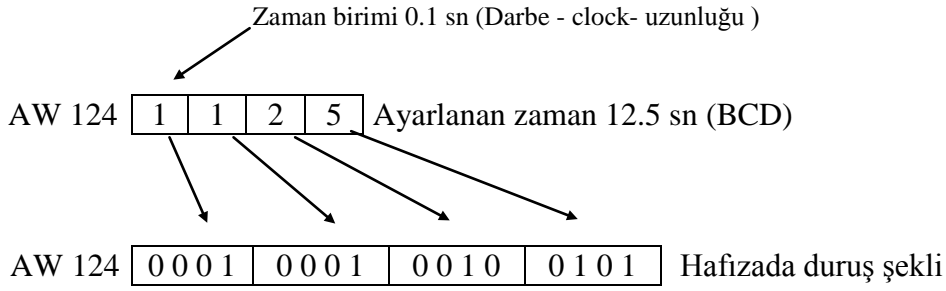 Zaman birimi 0.1 sn (Darbe - clock- uzunluğu )
AW 124 1 1 2 5 Ayarlanan zaman 12.5 sn (BCD)
AW 124 0 0 0 1 0 0 0 1 0 0 1 0 0 1 0 1 Hafızada duruş şekli